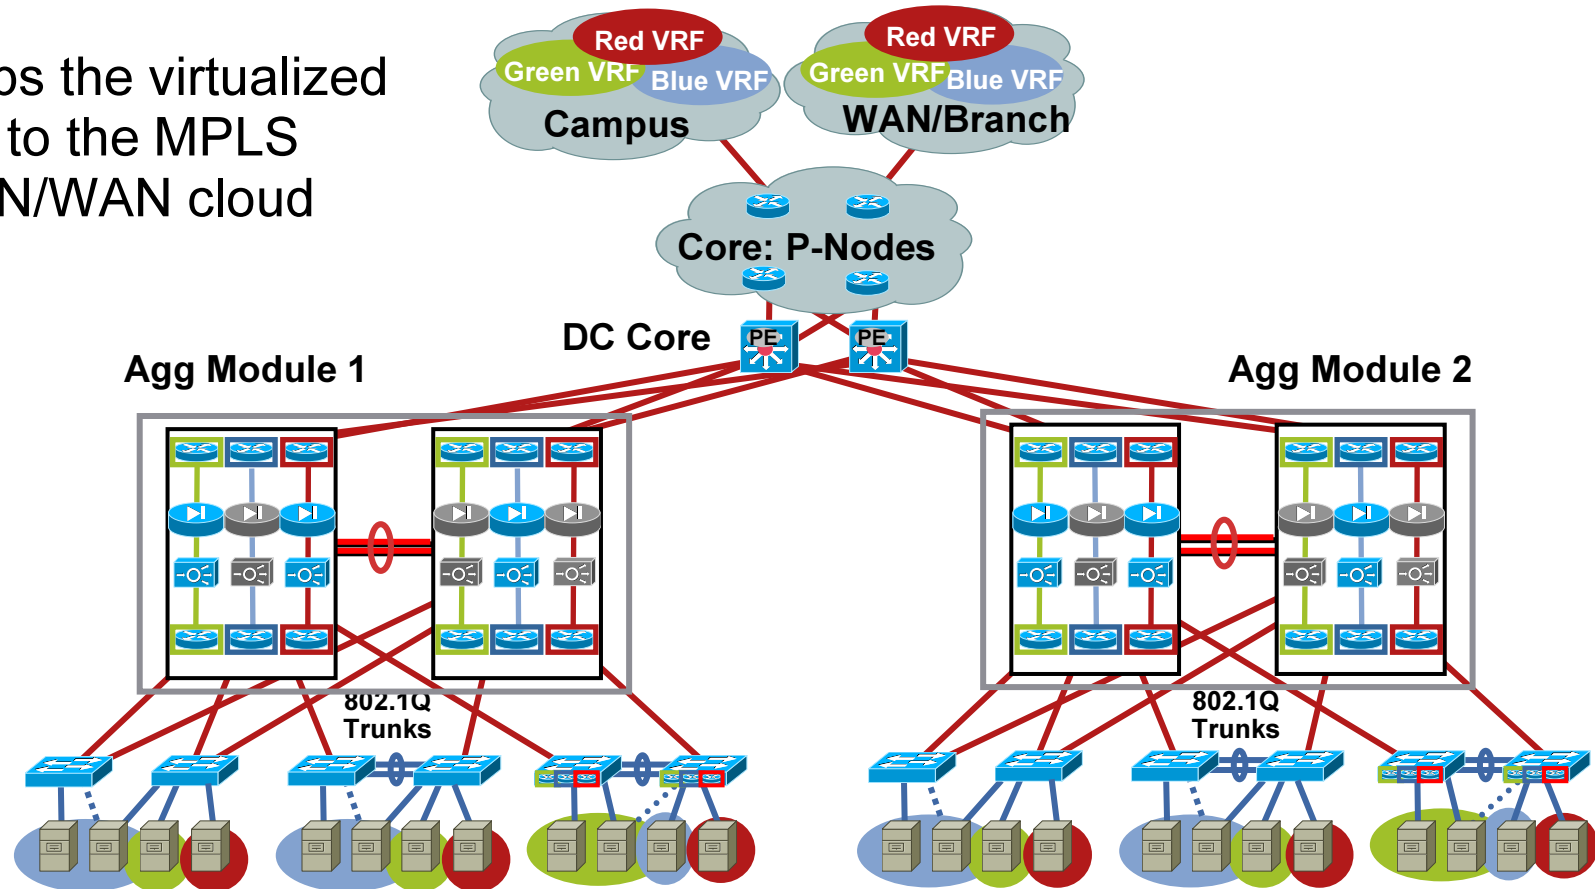 ps the virtualized
to the MPLS
N/WAN cloud
Red VRF
Green VRF
Blue VRF
Campus
Red VRF
Green VRF
Blue VRF
WAN/Branch
Core: P-Nodes
DC Core
PE
PE
Agg Module 1
Agg Module 2
802.1Q
Trunks
802.1Q
Trunks